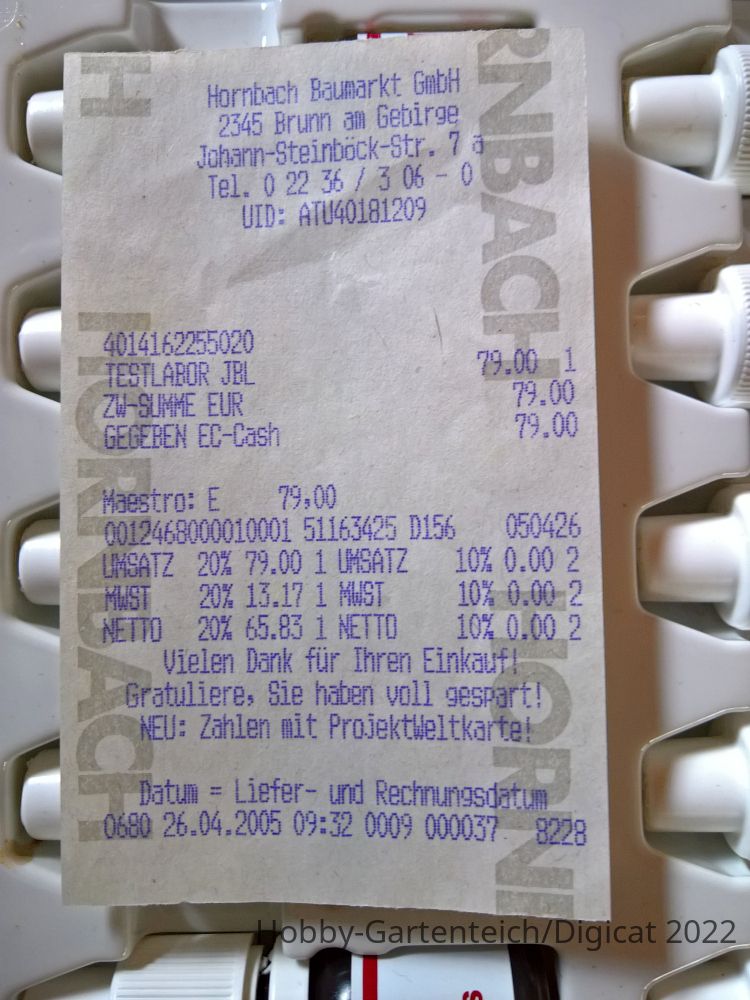 Hornbach Baumarkt GmbH
2345 Brunn am Gebirge
Johann-Steinböck-Str. 7 a
Tel. 0 22 36 / 3 06 - 0
UID: ATU40181209
4014162255020
TESTLABOR JBL 79.00 1
ZW-SUMME EUR 79.00
GEGEBEN EC-Cash 79.00
Maestro: E 79,00
0012468000010001 51163425 D156 050426
UMSATZ 20% 79.00 1 UMSATZ 10% 0.00 2
MWST 20% 13.17 1 MWST 10% 0.00 2
NETTO 20% 65.83 1 NETTO 10% 0.00 2
Vielen Dank für Ihren Einkauf!
Gratuliere, Sie haben voll gespart!
NEU: Zahlen mit ProjektWeltkarte!
Datum = Liefer- und Rechnungsdatum
0680 26.04.2005 09:32 0009 000037 8228
H
HORNBACH
RNBACH
HORNB
Hobby-Gartenteich/Digicat 2022